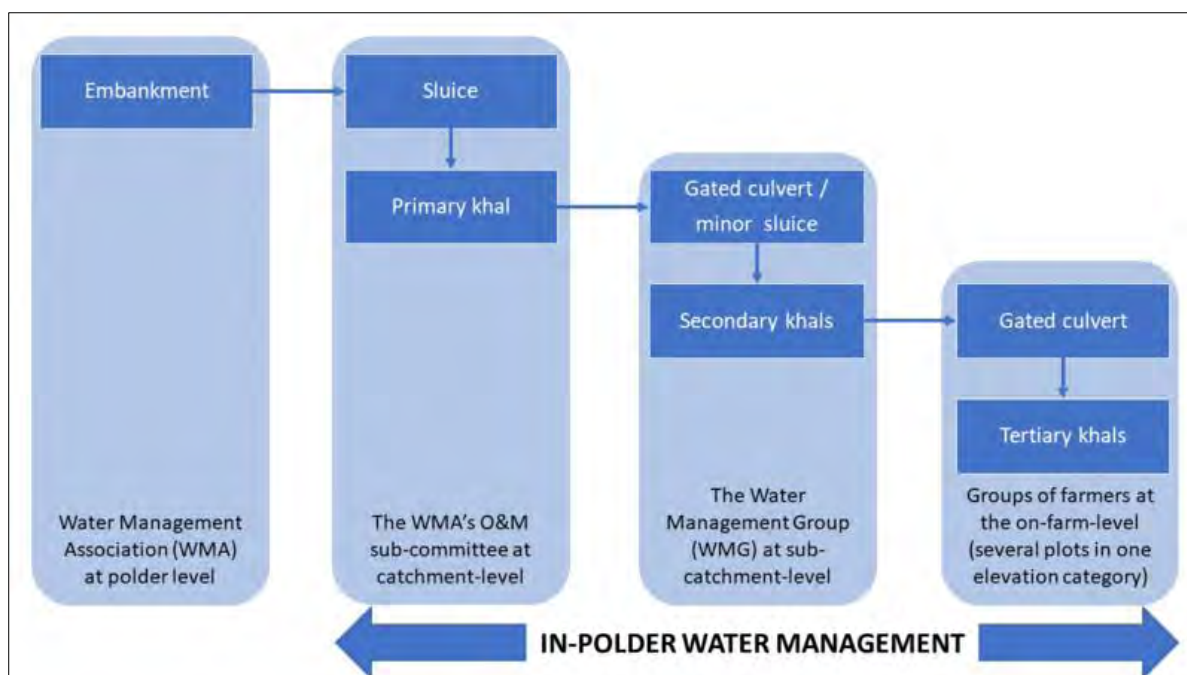 Embankment
Water Management
Association (WMA)
at polder level
Sluice
Primary khal
The WMA's O&M
sub-committee at
catchment-level
Gated culvert /
minor sluice
Secondary khals
The Water
Management Group
(WMG) at sub-
catchment-level
Gated culvert
Tertiary khals
Groups of farmers at
the on-farm-level
(several plots in one
elevation category)
IN-POLDER WATER MANAGEMENT